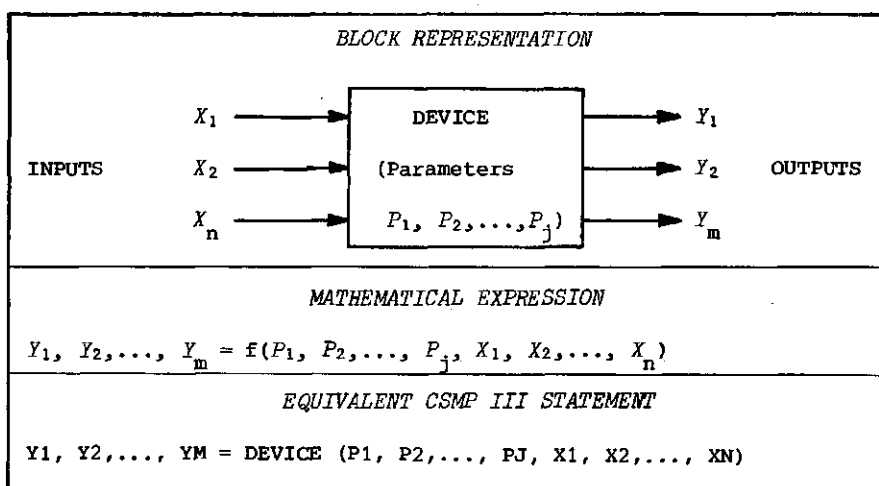 BLOCK REPRESENTATION
X₁ DEVICE Y₁
INPUTS X₂ (Parameters Y₂ OUTPUTS
Xₙ P₁, P₂,...,Pⱼ) Yₘ
MATHEMATICAL EXPRESSION
Y₁, Y₂,..., Yₘ = f(P₁, P₂,..., Pⱼ, X₁, X₂,..., Xₙ)
EQUIVALENT CSMP III STATEMENT
Y1, Y2,..., YM = DEVICE (P1, P2,..., PJ, X1, X2,..., XN)